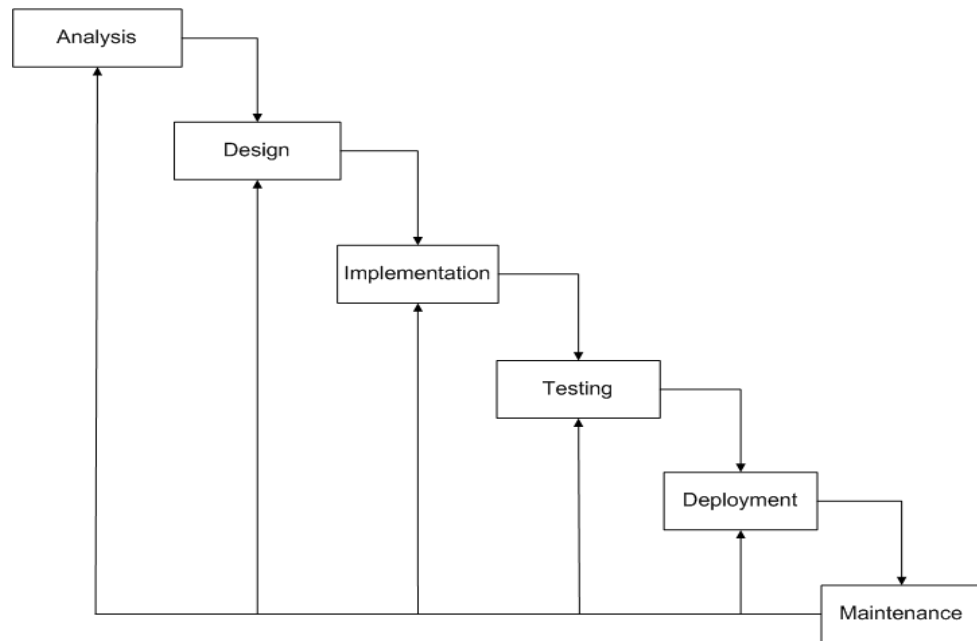 Analysis
Design
Implementation
Testing
Deployment
Maintenance